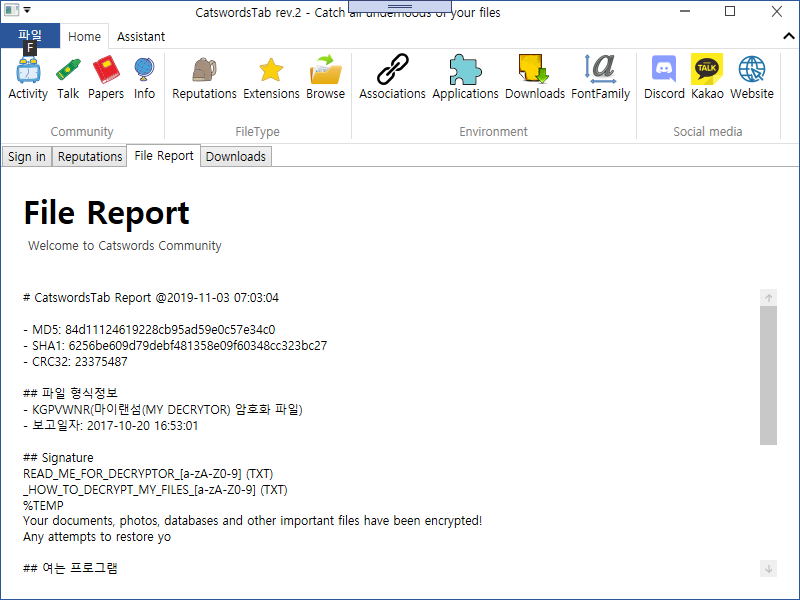 CatswordsTab rev.2 - Catch all underhoods of your files
파일 Home Assistant
F
Activity Talk Papers Info Reputations Extensions Browse Associations Applications Downloads FontFamily Discord Kakao Website
TALK
a
Community FileType Environment Social media
Sign in Reputations File Report Downloads
File Report
Welcome to Catswords Community
# CatswordsTab Report @2019-11-03 07:03:04
- MD5: 84d11124619228cb95ad59e0c57e34c0
- SHA1: 6256be609d79debf481358e09f60348cc323bc27
- CRC32: 23375487
## 파일 형식정보
- KGPVWNR(마이랜섬(MY DECRYTOR) 암호화 파일)
- 보고일자: 2017-10-20 16:53:01
## Signature
READ_ME_FOR_DECRYPTOR_[a-zA-Z0-9] (TXT)
_HOW_TO_DECRYPT_MY_FILES_[a-zA-Z0-9] (TXT)
%TEMP
Your documents, photos, databases and other important files have been encrypted!
Any attempts to restore yo
## 여는 프로그램